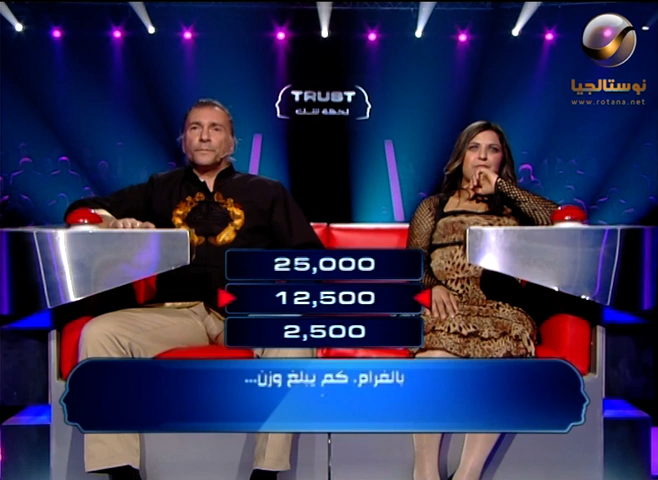 نوستالجيا
www.rotana.net
TRUST
لحظة شك
25,000
12,500
2,500
بالغرام، كم يبلغ وزن...